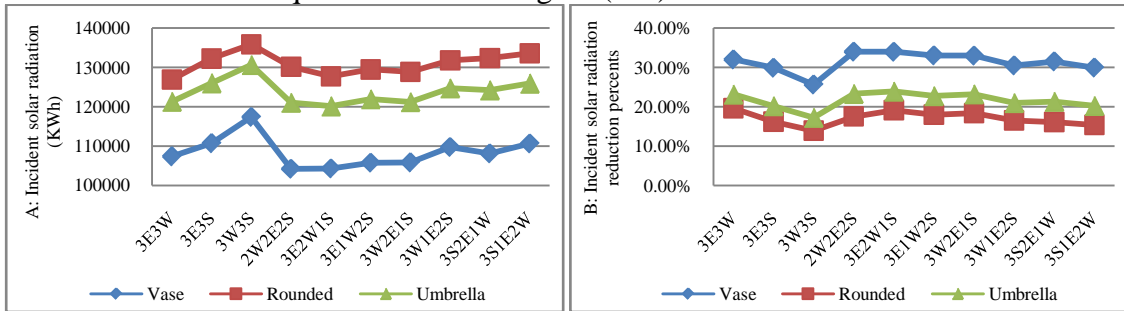 140000
130000
120000
110000
100000
A: Incident solar radiation
(KWh)
3E3W
3E3S
3W3S
2W2E2S
3E2W1S
3E1W2S
3W2E1S
3W1E2S
3S2E1W
3S1E2W
Vase
Rounded
Umbrella
40.00%
30.00%
20.00%
10.00%
0.00%
B: Incident solar radiation
reduction percents
3E3W
3E3S
3W3S
2W2E2S
3E2W1S
3E1W2S
3W2E1S
3W1E2S
3S2E1W
3S1E2W
Vase
Rounded
Umbrella